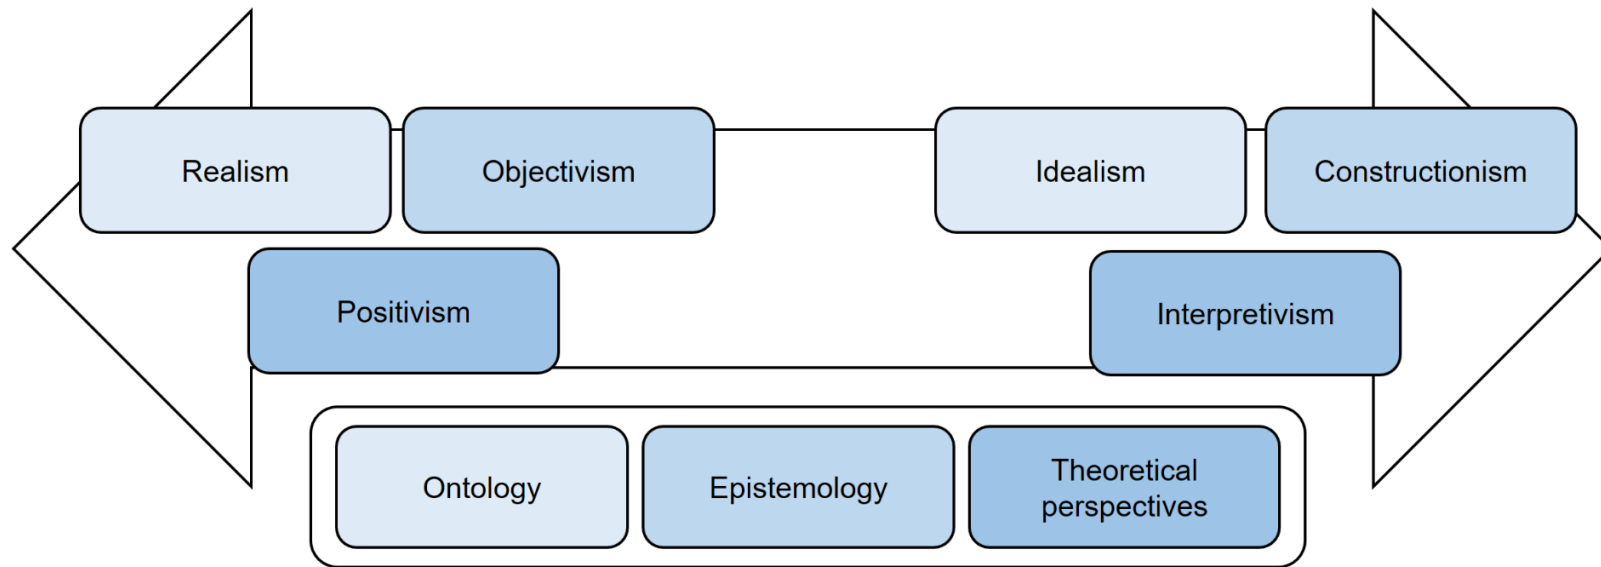 Realism
Objectivism
Idealism
Constructionism
Positivism
Interpretivism
Ontology
Epistemology
Theoretical
perspectives